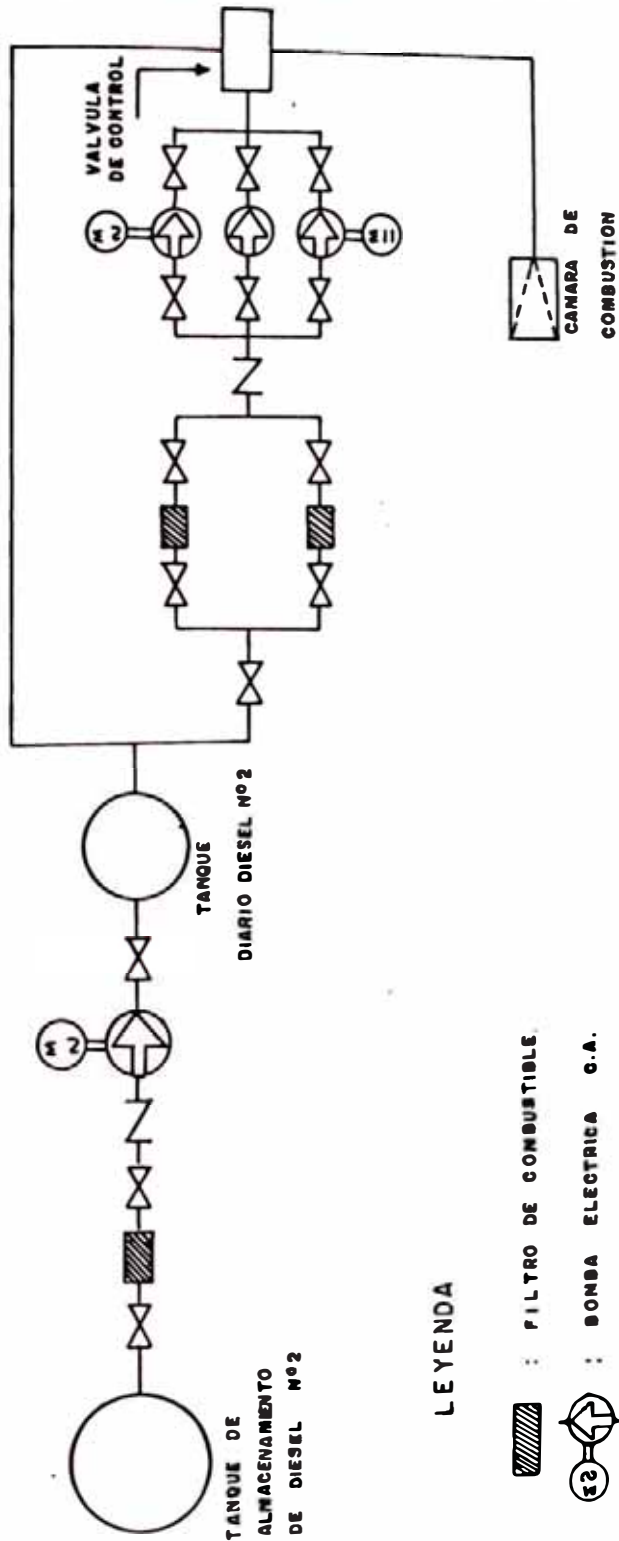 TANQUE DE
ALMACENAMIENTO
DE DIESEL Nº2
M
TANQUE
DIARIO DIESEL Nº2
VALVULA
DE CONTROL
M
M
CAMARA DE
COMBUSTION
LEYENDA
: FILTRO DE COMBUSTIBLE.
: BOMBA ELECTRICA C.A.